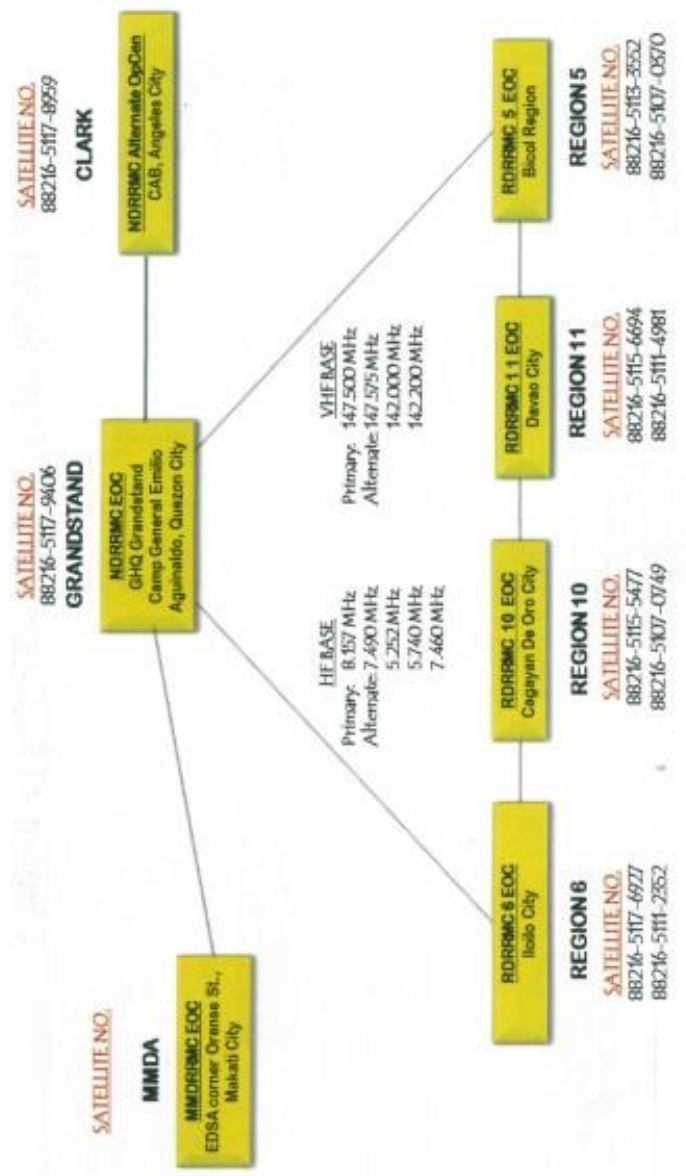 SATELLITE NO.
88216-5117-9406
GRANDSTAND
NDRRMC EOC
GHQ Grandstand
Camp General Emilio
Aguinaldo, Quezon City
SATELLITE NO.
88216-5117-8959
CLARK
NDRRMC Alternate OpCen
CAB, Angeles City
SATELLITE NO.
MMDA
MMDRRMC EOC
EDSA corner Orense St.,
Makati City
HF BASE
Primary: 8.157 MHz
Alternate: 7.490 MHz
5.252 MHz
5.740 MHz
7.460 MHz
VHF BASE
Primary: 147.500 MHz
Alternate: 147.575 MHz
142.000 MHz
142.200 MHz
RDRRMC 6 EOC
Iloilo City
REGION 6
SATELLITE NO.
88216-5117-6927
88216-5111-2352
RDRRMC 10 EOC
Cagayan De Oro City
REGION 10
SATELLITE NO.
88216-5115-5477
88216-5107-0749
RDRRMC 11 EOC
Davao City
REGION 11
SATELLITE NO.
88216-5115-6694
88216-5111-4981
RDRRMC 5 EOC
Bicol Region
REGION 5
SATELLITE NO.
88216-5113-3552
88216-5107-0870